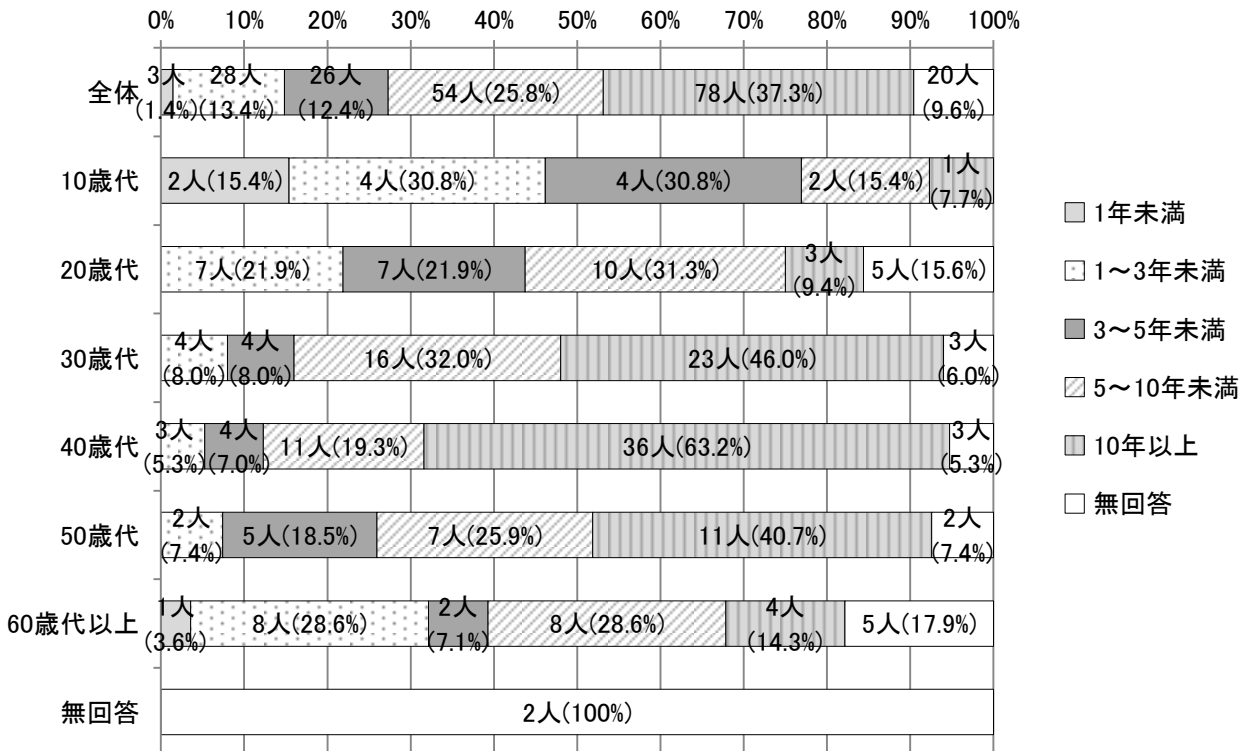 0% 10% 20% 30% 40% 50% 60% 70% 80% 90% 100%
全体
3人
(1.4%)
28人
(13.4%)
26人
(12.4%)
54人(25.8%)
78人(37.3%)
20人
(9.6%)
10歳代
2人(15.4%)
4人(30.8%)
4人(30.8%)
2人(15.4%)
1人
(7.7%)
20歳代
7人(21.9%)
7人(21.9%)
10人(31.3%)
3人
(9.4%)
5人(15.6%)
30歳代
4人
(8.0%)
4人
(8.0%)
16人(32.0%)
23人(46.0%)
3人
(6.0%)
40歳代
3人
(5.3%)
4人
(7.0%)
11人(19.3%)
36人(63.2%)
3人
(5.3%)
50歳代
2人
(7.4%)
5人(18.5%)
7人(25.9%)
11人(40.7%)
2人
(7.4%)
60歳代以上
1人
(3.6%)
8人(28.6%)
2人
(7.1%)
8人(28.6%)
4人
(14.3%)
5人(17.9%)
無回答
2人(100%)
1年未満
1～3年未満
3～5年未満
5～10年未満
10年以上
無回答